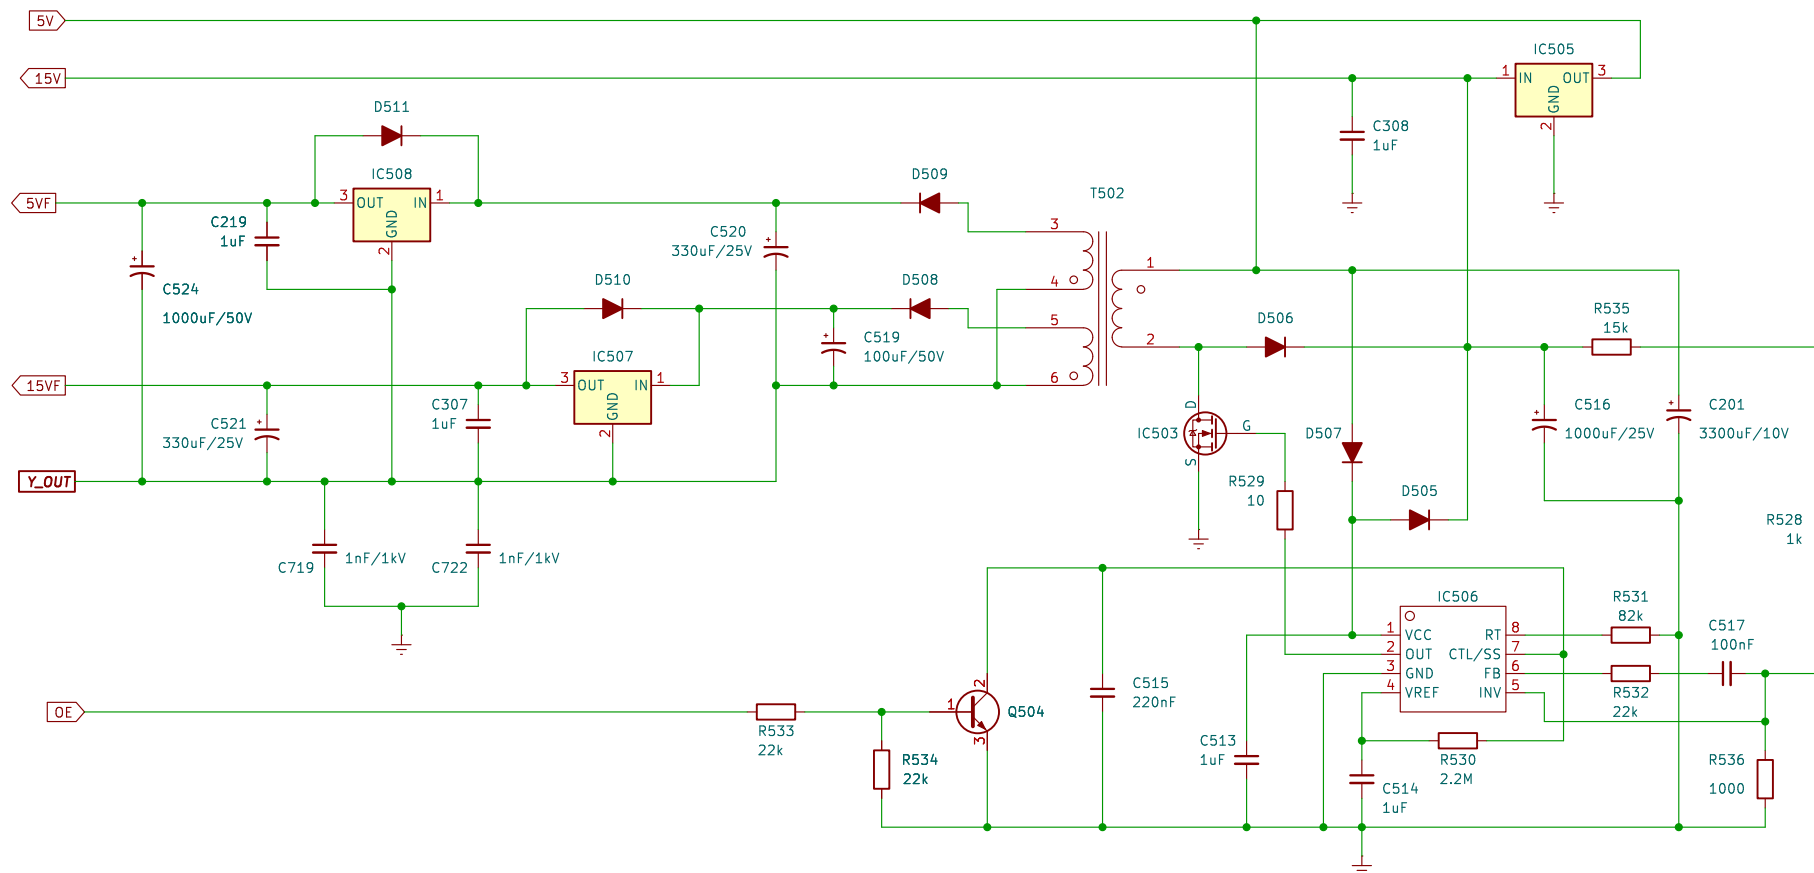 5V
IC505
15V
1
IN
OUT
3
GND
2
D511
C308
1uF
IC508
D509
T502
5VF
3
OUT
IN
1
GND
2
C219
1uF
C520
330uF/25V
3
4
1
C524
1000uF/50V
D510
D508
5
6
2
R535
15k
D506
C519
100uF/50V
IC507
15VF
3
OUT
IN
1
GND
2
C307
1uF
C521
330uF/25V
D
IC503
G
S
D507
C516
1000uF/25V
C201
3300uF/10V
Y_OUT
R529
10
D505
R528
1k
C719
1nF/1kV
C722
1nF/1kV
IC506
1
VCC
2
OUT
3
GND
4
VREF
RT
8
CTL/SS
7
FB
6
INV
5
R531
82k
C517
100nF
R532
22k
OE
R533
22k
1
2
3
Q504
C515
220nF
R534
22k
C513
1uF
R530
2.2M
C514
1uF
R536
1000